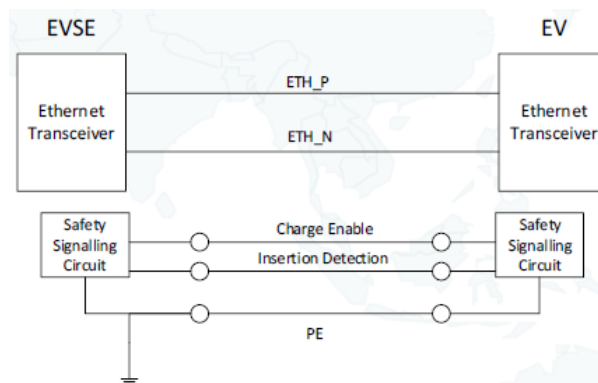 EVSE
EV
Ethernet
Transceiver
ETH_P
ETH_N
Ethernet
Transceiver
Safety
Signalling
Circuit
Charge Enable
Insertion Detection
Safety
Signalling
Circuit
PE